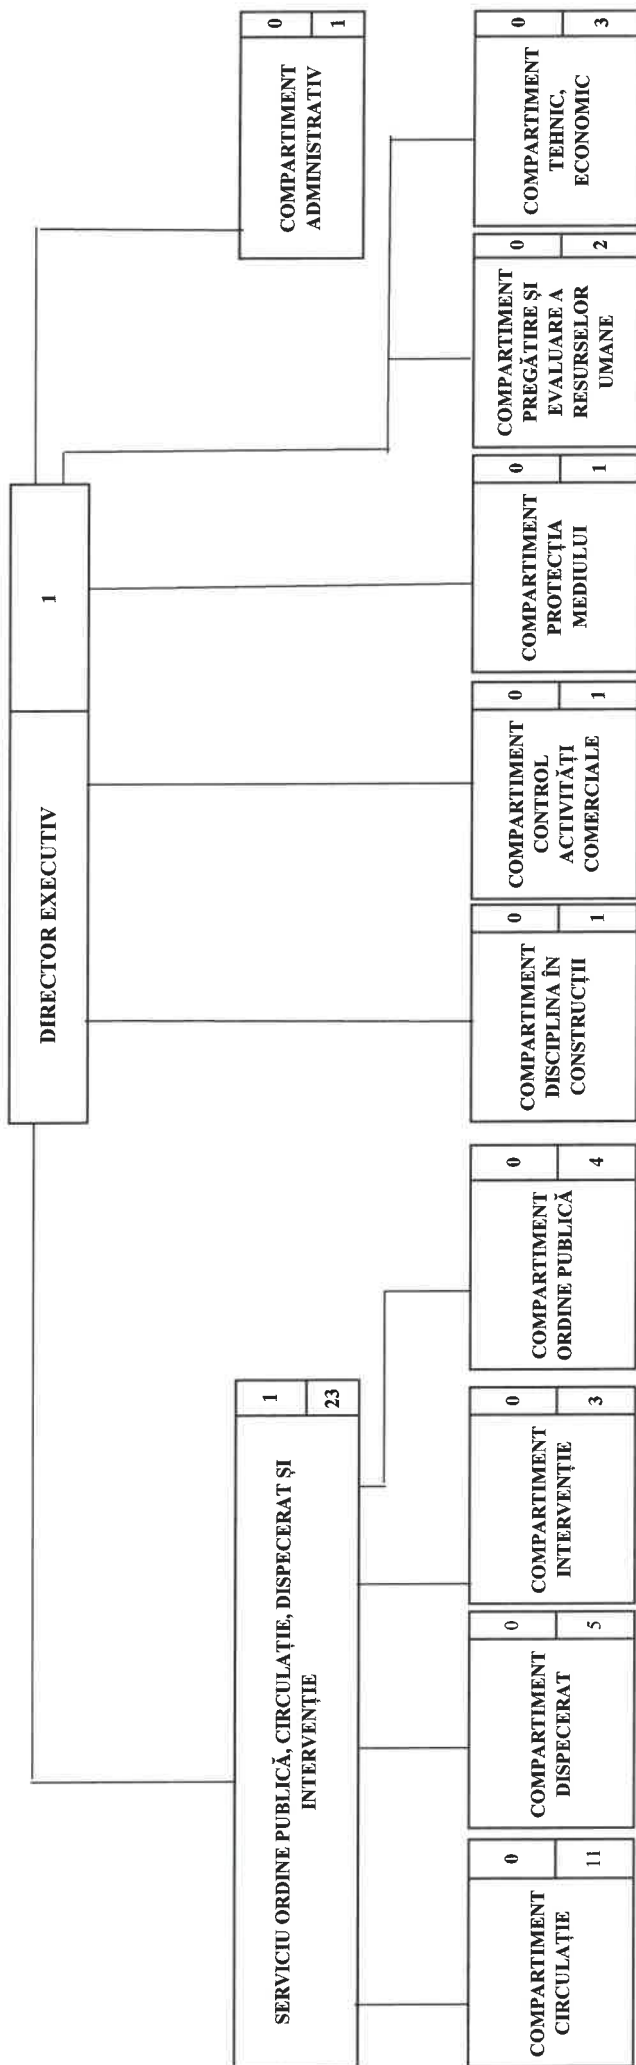 DIRECTOR EXECUTIV
1
SERVICIU ORDINE PUBLICĂ, CIRCULAȚIE, DISPECERAT ȘI
INTERVENȚIE
1
23
COMPARTIMENT
ADMINISTRATIV
0
1
COMPARTIMENT
CIRCULAȚIE
0
11
COMPARTIMENT
DISPECERAT
0
5
COMPARTIMENT
INTERVENȚIE
0
3
COMPARTIMENT
ORDINE PUBLICĂ
0
4
COMPARTIMENT
DISCIPLINA ÎN
CONSTRUCȚII
0
1
COMPARTIMENT
CONTROL
ACTIVITĂȚI
COMERCIALE
0
1
COMPARTIMENT
PROTECȚIA
MEDIULUI
0
1
COMPARTIMENT
PREGĂTIRE ȘI
EVALUARE A
RESURSELOR
UMANE
0
2
COMPARTIMENT
TEHNIC,
ECONOMIC
0
3